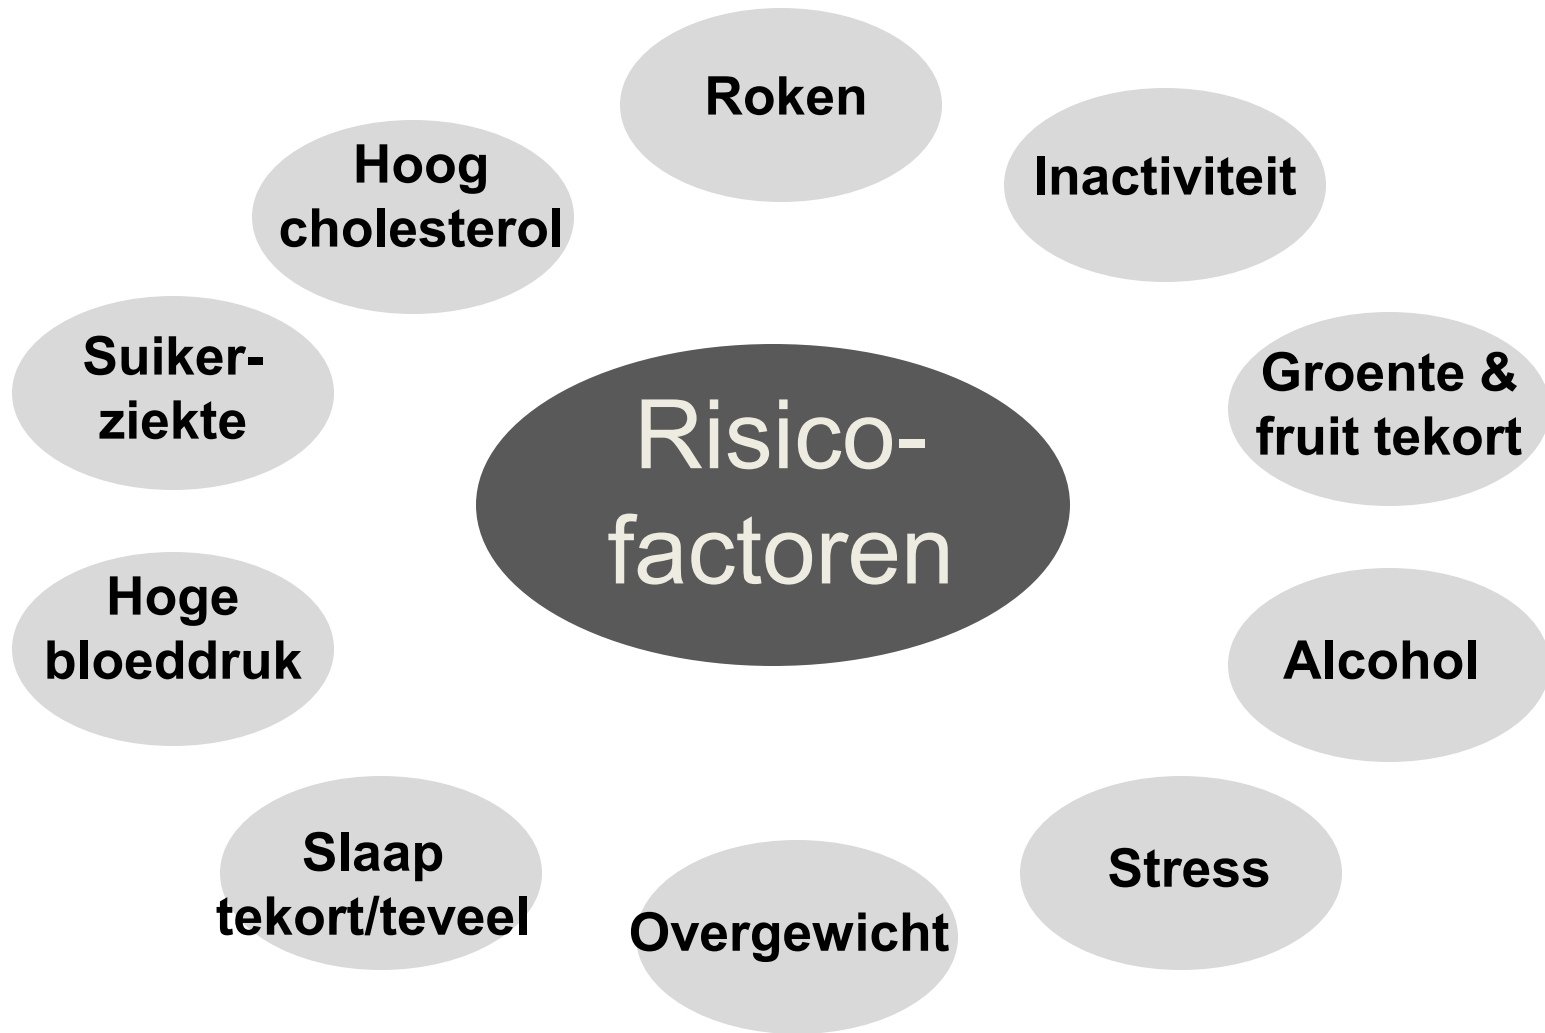 Roken
Inactiviteit
Hoog
cholesterol
Suiker-
ziekte
Groente &
fruit tekort
Risico-
factoren
Hoge
bloeddruk
Alcohol
Slaap
tekort/teveel
Stress
Overgewicht